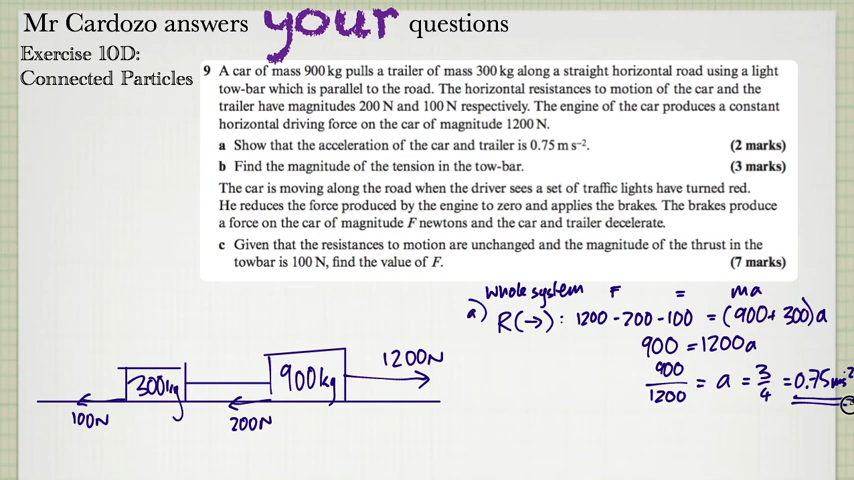 Mr Cardozo answers your questions
Exercise 10D:
Connected Particles
9 A car of mass 900 kg pulls a trailer of mass 300 kg along a straight horizontal road using a light
tow-bar which is parallel to the road. The horizontal resistances to motion of the car and the
trailer have magnitudes 200 N and 100 N respectively. The engine of the car produces a constant
horizontal driving force on the car of magnitude 1200 N.
a Show that the acceleration of the car and trailer is 0.75 m s⁻². (2 marks)
b Find the magnitude of the tension in the tow-bar. (3 marks)
The car is moving along the road when the driver sees a set of traffic lights have turned red.
He reduces the force produced by the engine to zero and applies the brakes. The brakes produce
a force on the car of magnitude F newtons and the car and trailer decelerate.
c Given that the resistances to motion are unchanged and the magnitude of the thrust in the
towbar is 100 N, find the value of F. (7 marks)
Whole system F = ma
a) R(→): 1200 - 200 - 100 = (900 + 300)a
900 = 1200a
900/1200 = a = 3/4 = 0.75 ms⁻²
1200N
300kg 900kg
100N 200N